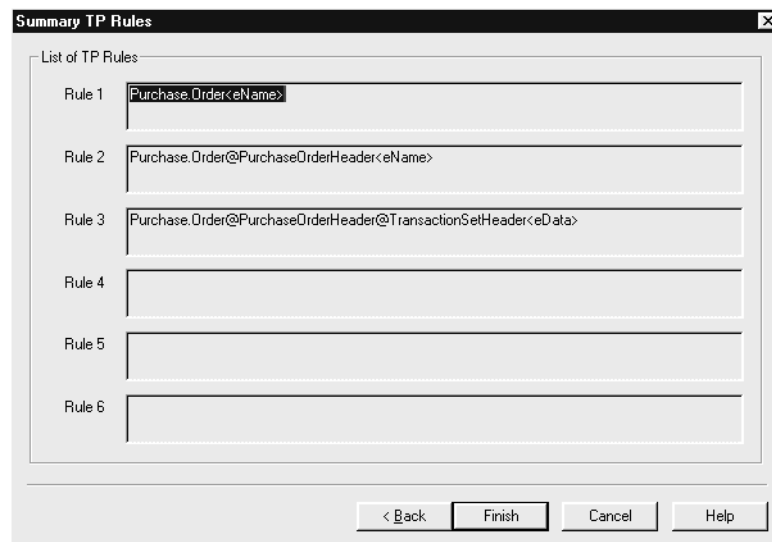 Summary TP Rules
List of TP Rules
Rule 1 Purchase.Order<eName>
Rule 2 Purchase.Order@PurchaseOrderHeader<eName>
Rule 3 Purchase.Order@PurchaseOrderHeader@TransactionSetHeader<eData>
Rule 4
Rule 5
Rule 6
< Back Finish Cancel Help